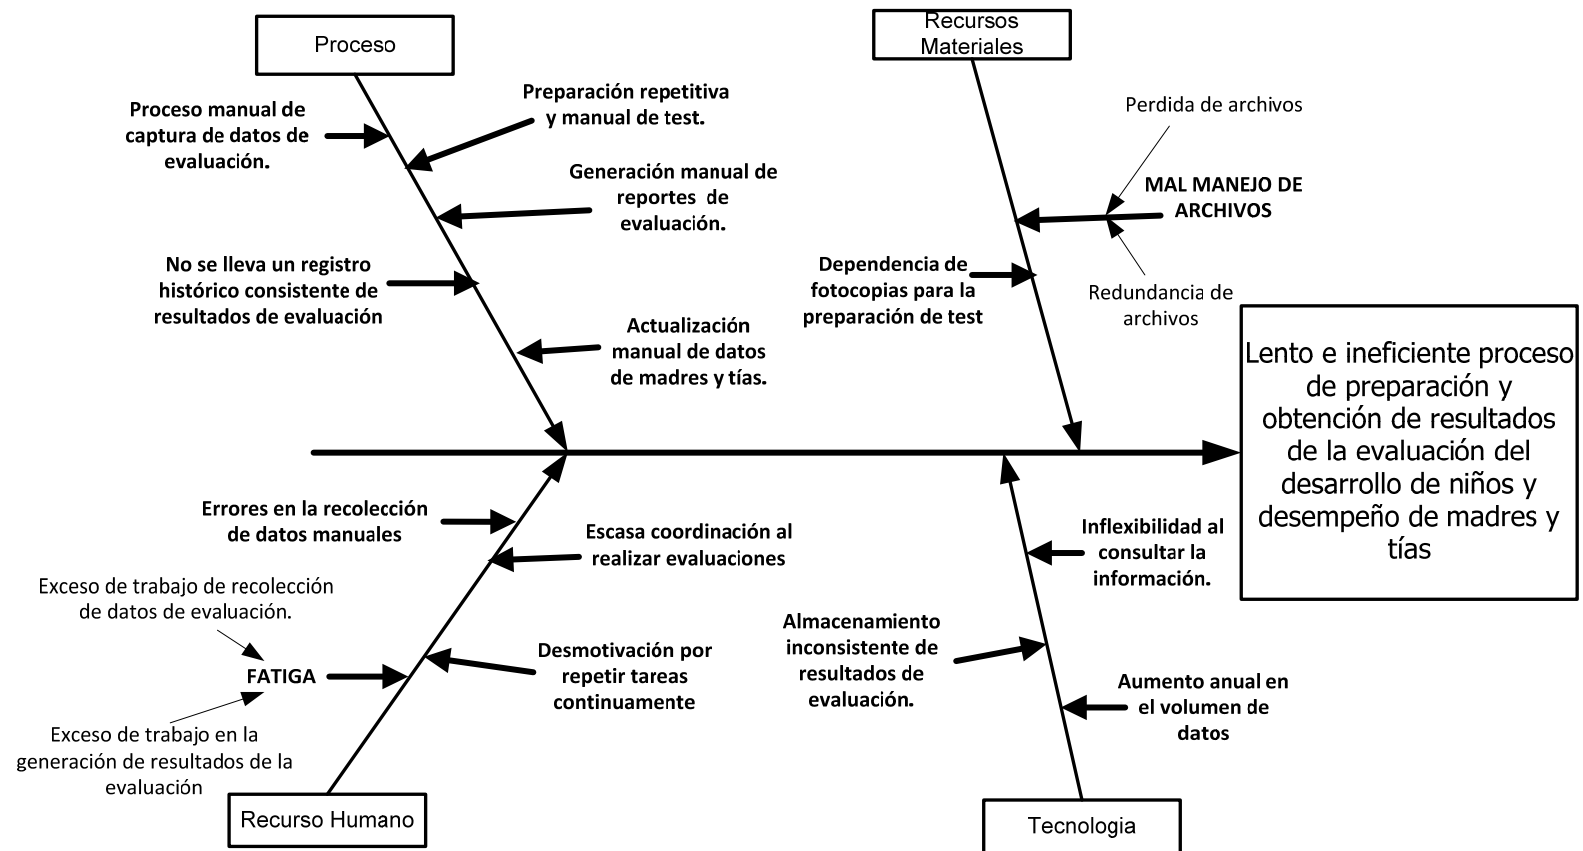 Proceso
Proceso manual de
captura de datos de
evaluación.
Preparación repetitiva
y manual de test.
Generación manual de
reportes de
evaluación.
No se lleva un registro
histórico consistente de
resultados de evaluación
Actualización
manual de datos
de madres y tías.
Recursos
Materiales
Perdida de archivos
MAL MANEJO DE
ARCHIVOS
Redundancia de
archivos
Dependencia de
fotocopias para la
preparación de test
Lento e ineficiente proceso
de preparación y
obtención de resultados
de la evaluación del
desarrollo de niños y
desempeño de madres y
tías
Errores en la recolección
de datos manuales
Escasa coordinación al
realizar evaluaciones
Exceso de trabajo de recolección
de datos de evaluación.
FATIGA
Exceso de trabajo en la
generación de resultados de la
evaluación
Desmotivación por
repetir tareas
continuamente
Recurso Humano
Inflexibilidad al
consultar la
información.
Almacenamiento
inconsistente de
resultados de
evaluación.
Aumento anual en
el volumen de
datos
Tecnologia